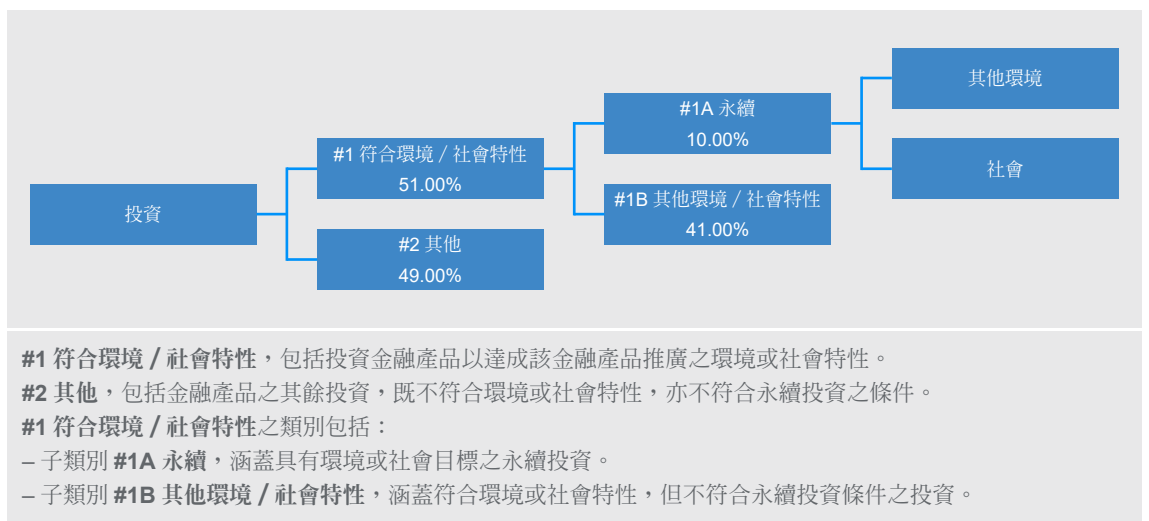 投資
#1 符合環境 / 社會特性
51.00%
#2 其他
49.00%
#1A 永續
10.00%
#1B 其他環境 / 社會特性
41.00%
其他環境
社會
#1 符合環境 / 社會特性，包括投資金融產品以達成該金融產品推廣之環境或社會特性。
#2 其他，包括金融產品之其餘投資，既不符合環境或社會特性，亦不符合永續投資之條件。
#1 符合環境 / 社會特性之類別包括：
– 子類別 #1A 永續，涵蓋具有環境或社會目標之永續投資。
– 子類別 #1B 其他環境 / 社會特性，涵蓋符合環境或社會特性，但不符合永續投資條件之投資。